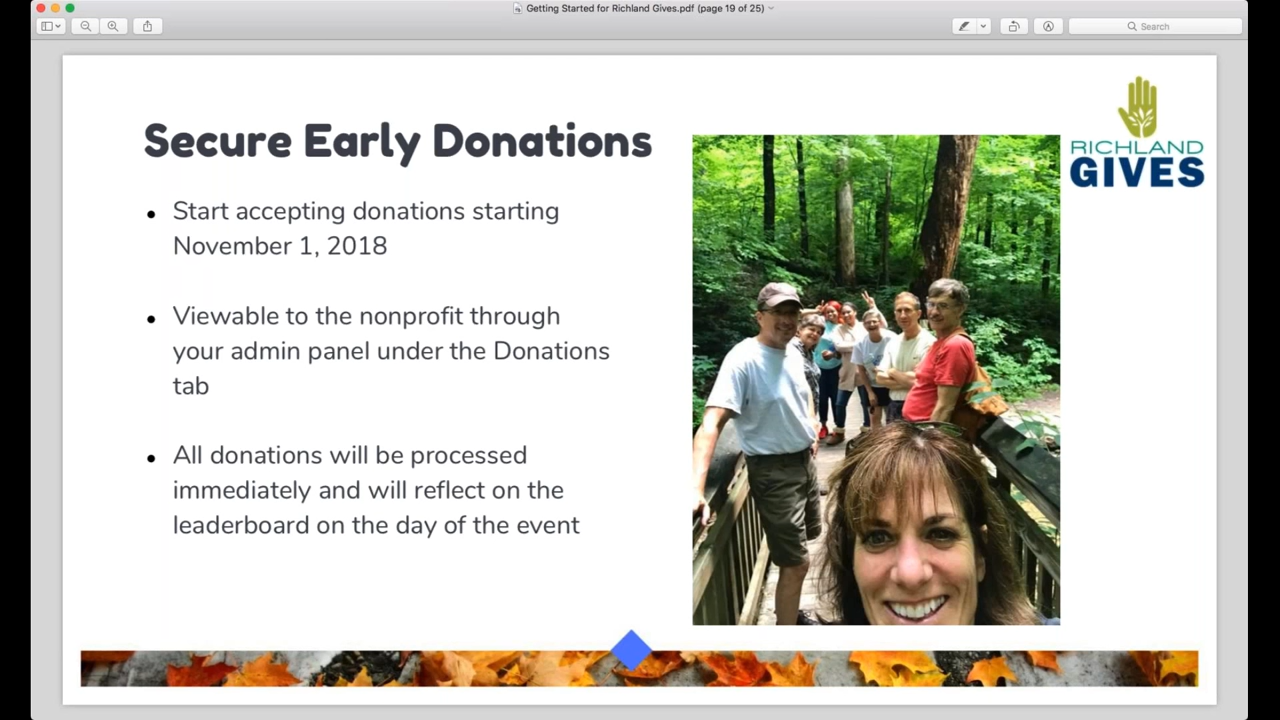 Getting Started for Richland Gives.pdf (page 19 of 25)
Search
RICHLAND
GIVES
Secure Early Donations
• Start accepting donations starting
November 1, 2018
• Viewable to the nonprofit through
your admin panel under the Donations
tab
• All donations will be processed
immediately and will reflect on the
leaderboard on the day of the event